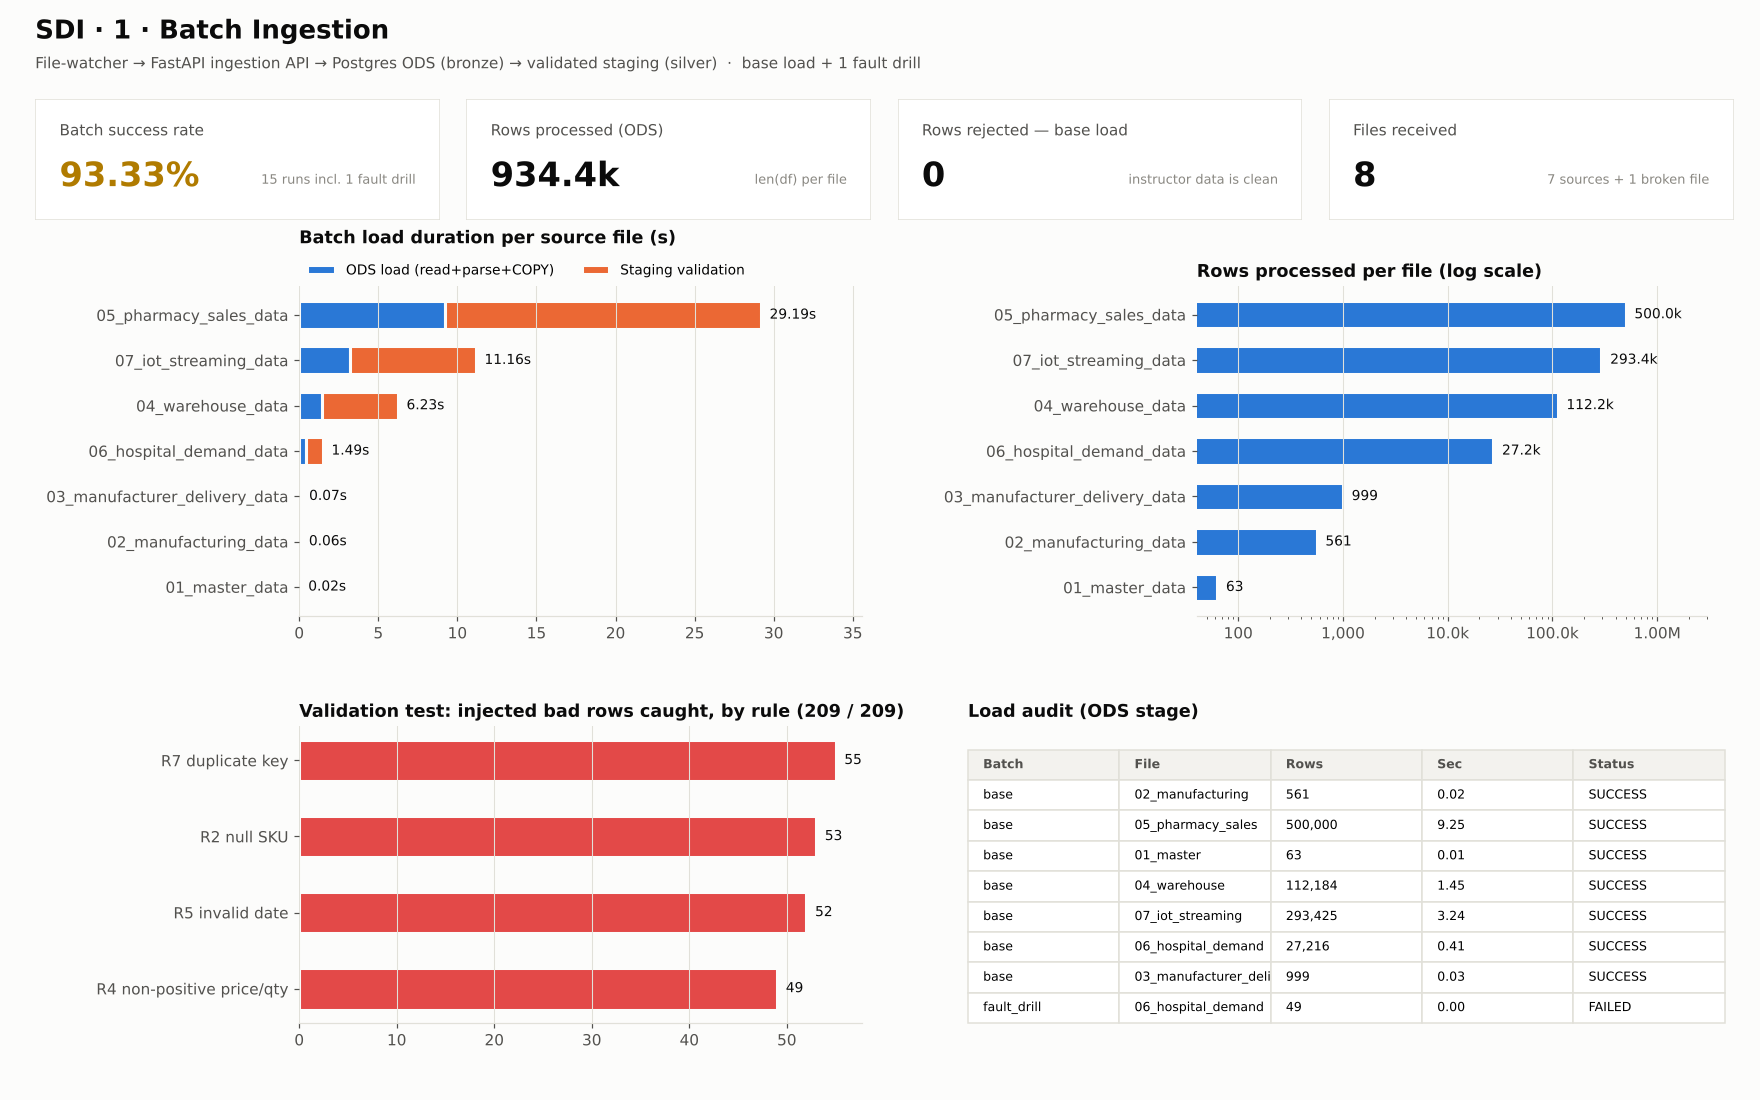 SDI · 1 · Batch Ingestion
File-watcher → FastAPI ingestion API → Postgres ODS (bronze) → validated staging (silver) · base load + 1 fault drill
Batch success rate
93.33%
15 runs incl. 1 fault drill
Rows processed (ODS)
934.4k
len(df) per file
Rows rejected — base load
0
instructor data is clean
Files received
8
7 sources + 1 broken file
Batch load duration per source file (s)
ODS load (read+parse+COPY) Staging validation
05_pharmacy_sales_data 29.19s
07_iot_streaming_data 11.16s
04_warehouse_data 6.23s
06_hospital_demand_data 1.49s
03_manufacturer_delivery_data 0.07s
02_manufacturing_data 0.06s
01_master_data 0.02s
0 5 10 15 20 25 30 35
Rows processed per file (log scale)
05_pharmacy_sales_data 500.0k
07_iot_streaming_data 293.4k
04_warehouse_data 112.2k
06_hospital_demand_data 27.2k
03_manufacturer_delivery_data 999
02_manufacturing_data 561
01_master_data 63
100 1,000 10.0k 100.0k 1.00M
Validation test: injected bad rows caught, by rule (209 / 209)
R7 duplicate key 55
R2 null SKU 53
R5 invalid date 52
R4 non-positive price/qty 49
0 10 20 30 40 50
Load audit (ODS stage)
Batch File Rows Sec Status
base 02_manufacturing 561 0.02 SUCCESS
base 05_pharmacy_sales 500,000 9.25 SUCCESS
base 01_master 63 0.01 SUCCESS
base 04_warehouse 112,184 1.45 SUCCESS
base 07_iot_streaming 293,425 3.24 SUCCESS
base 06_hospital_demand 27,216 0.41 SUCCESS
base 03_manufacturer_deli 999 0.03 SUCCESS
fault_drill 06_hospital_demand 49 0.00 FAILED